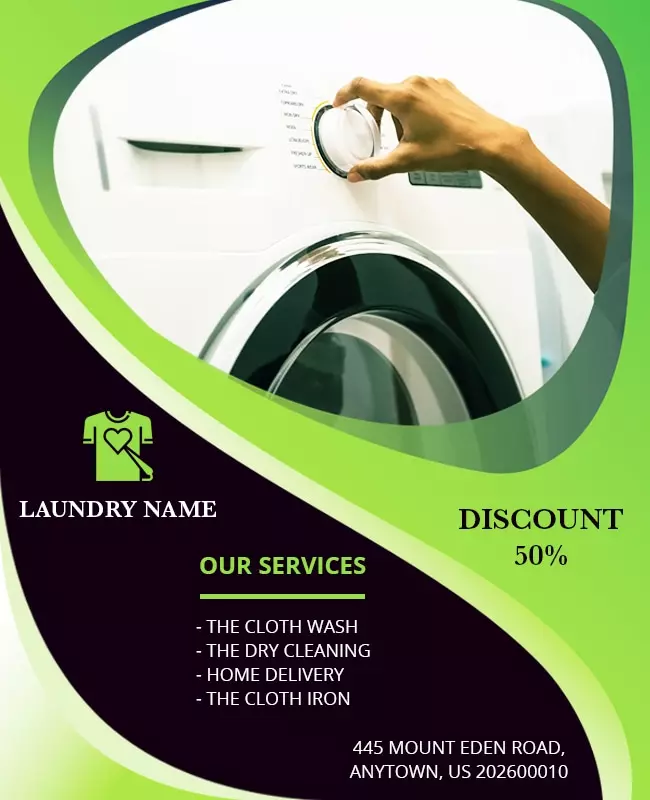 LAUNDRY NAME
DISCOUNT
50%
OUR SERVICES
- THE CLOTH WASH
- THE DRY CLEANING
- HOME DELIVERY
- THE CLOTH IRON
445 MOUNT EDEN ROAD,
ANYTOWN, US 202600010